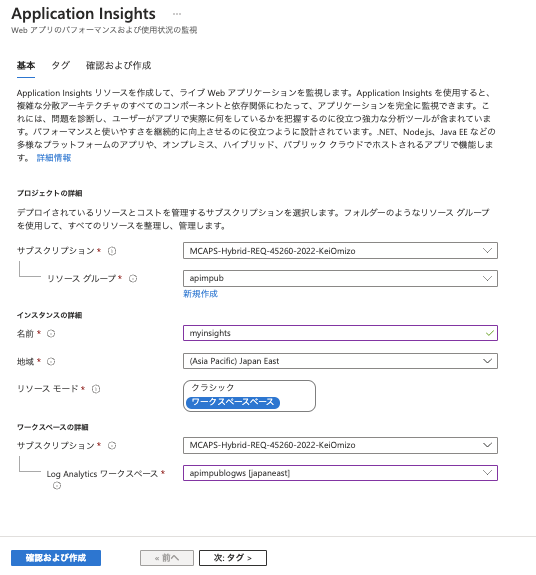 Application Insights …
Web アプリのパフォーマンスおよび使用状況の監視
基本 タグ 確認および作成
Application Insights リソースを作成して、ライブ Web アプリケーションを監視します。Application Insights を使用すると、
複雑な分散アーキテクチャのすべてのコンポーネントと依存関係にわたって、アプリケーションを完全に監視できます。こ
れには、問題を診断し、ユーザーがアプリで実際に何をしているかを把握するのに役立つ強力な分析ツールが含まれていま
す。パフォーマンスと使いやすさを継続的に向上させるのに役立つように設計されています。.NET、Node.js、Java EE などの
多様なプラットフォームのアプリや、オンプレミス、ハイブリッド、パブリック クラウドでホストされるアプリで機能しま
す。 詳細情報
プロジェクトの詳細
デプロイされているリソースとコストを管理するサブスクリプションを選択します。フォルダーのようなリソース グループ
を使用して、すべてのリソースを整理し、管理します。
サブスクリプション * MCAPS-Hybrid-REQ-45260-2022-KeiOmizo
リソース グループ * apimpub
新規作成
インスタンスの詳細
名前 * myinsights
地域 * (Asia Pacific) Japan East
リソース モード * クラシック
ワークスペースベース
ワークスペースの詳細
サブスクリプション * MCAPS-Hybrid-REQ-45260-2022-KeiOmizo
Log Analytics ワークスペース * apimpublogws [japaneast]
確認および作成 « 前へ 次: タグ >